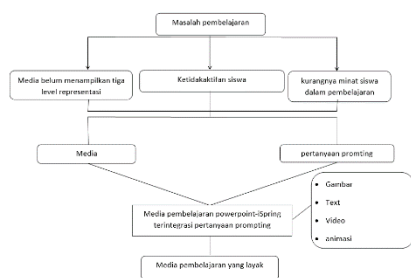 Masalah pembelajaran
Media belum menampilkan tiga
level representasi
Ketidakaktifan siswa
kurangnya minat siswa
dalam pembelajaran
Media
pertanyaan promting
Gambar
Text
Video
animasi
Media pembelajaran powerpoint-iSpring
terintegrasi pertanyaan prompting
Media pembelajaran yang layak